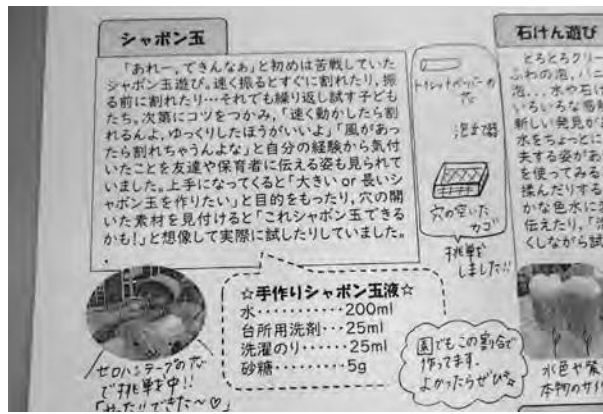 シャボン玉
「あれー、できんなぁ」と初めは苦戦していた
シャボン玉遊び。速く振るとすぐに割れたり、振
る前に割れたり…それでも繰り返し試す子ども
たち。次第にコツをつかみ、「速く動かしたら割
れるんよ、ゆっくりしたほうがいいよ」「風があっ
たら割れちゃうんよな」と自分の経験から気付
いたことを友達や保育者に伝える姿も見られて
いました。上手になってくると「大きい or 長いシ
ャボン玉を作りたい」と目的をもったり、穴の開
いた素材を見付けると「これシャボン玉できる
かも!」と想像して実際に試したりしていました。
トイレットペーパーの
芯
泡立て器
穴の空いた
カゴ
挑戦を
しました!!
☆手作りシャボン玉液☆
水・・・・・・・・・・・200ml
台所用洗剤・・・25ml
洗濯のり・・・・・・25ml
砂糖・・・・・・・・・・5g
園でもこの割合で
作ってます。
よかったらぜひ☆
セロハンテープの芯
で挑戦中!!
「やった!!できた〜♡」
石けん遊び
とろとろクリー
ふわの泡、バニ
泡...水や石け
いろいろな感触
新しい発見が
水をちょっとに
夫する姿があ
を使ってみる
揉んだりする
かな色水に
伝えたり、「泡
くしながら試
水色や紫
本物のサ